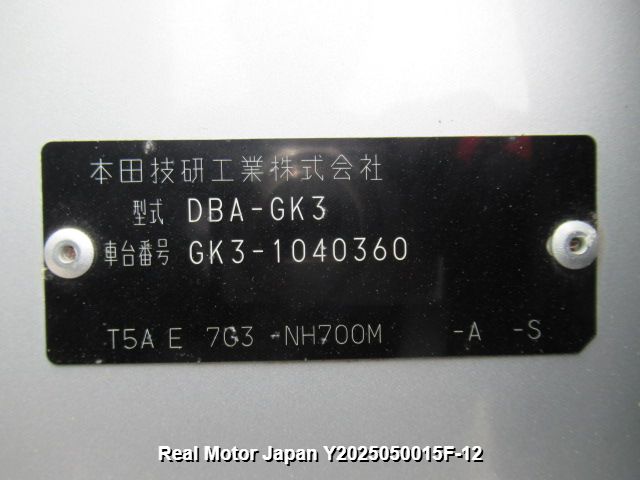 本田技研工業株式会社
型式 DBA-GK3
車台番号 GK3-1040360
T5A E 7G3 -NH700M -A -S
Real Motor Japan Y2025050015F-12